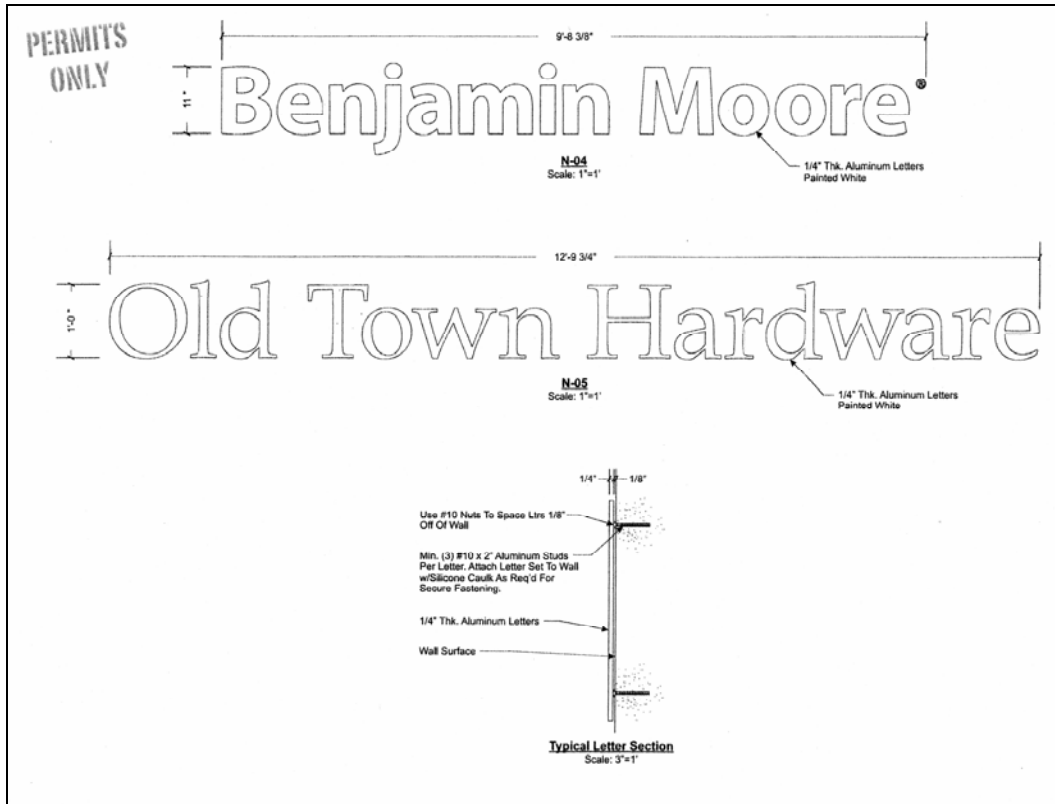 PERMITS
ONLY
9'-8 3/8"
11"
Benjamin Moore®
N-04
Scale: 1"=1'
1/4" Thk. Aluminum Letters
Painted White
12'-9 3/4"
1'-0"
Old Town Hardware
N-05
Scale: 1"=1'
1/4" Thk. Aluminum Letters
Painted White
1/4" 1/8"
Use #10 Nuts To Space Ltrs 1/8"
Off Of Wall
Min. (3) #10 x 2" Aluminum Studs
Per Letter. Attach Letter Set To Wall
w/Silicone Caulk As Req'd For
Secure Fastening.
1/4" Thk. Aluminum Letters
Wall Surface
Typical Letter Section
Scale: 3"=1'